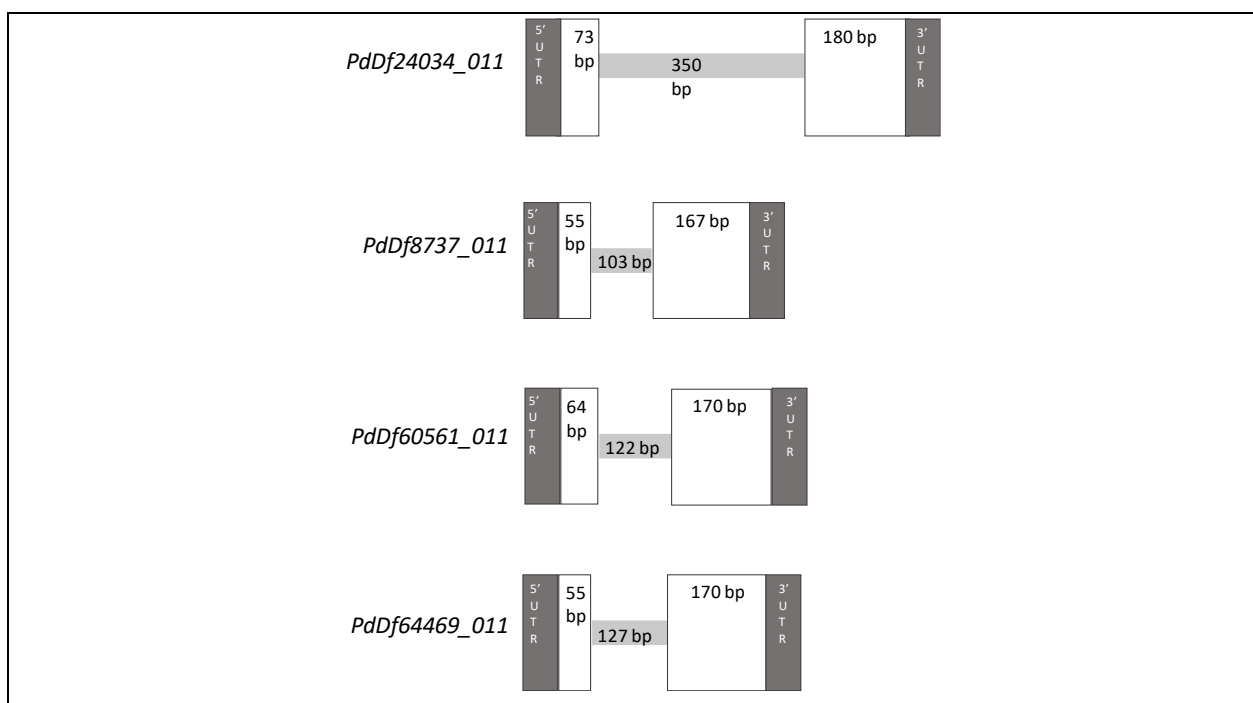 5’
U
T
R
73
bp
350
bp
180 bp
3’
U
T
R
PdDf24034_011
5’
U
T
R
55
bp
103 bp
167 bp
3’
U
T
R
PdDf8737_011
5’
U
T
R
64
bp
122 bp
170 bp
3’
U
T
R
PdDf60561_011
5’
U
T
R
55
bp
127 bp
170 bp
3’
U
T
R
PdDf64469_011